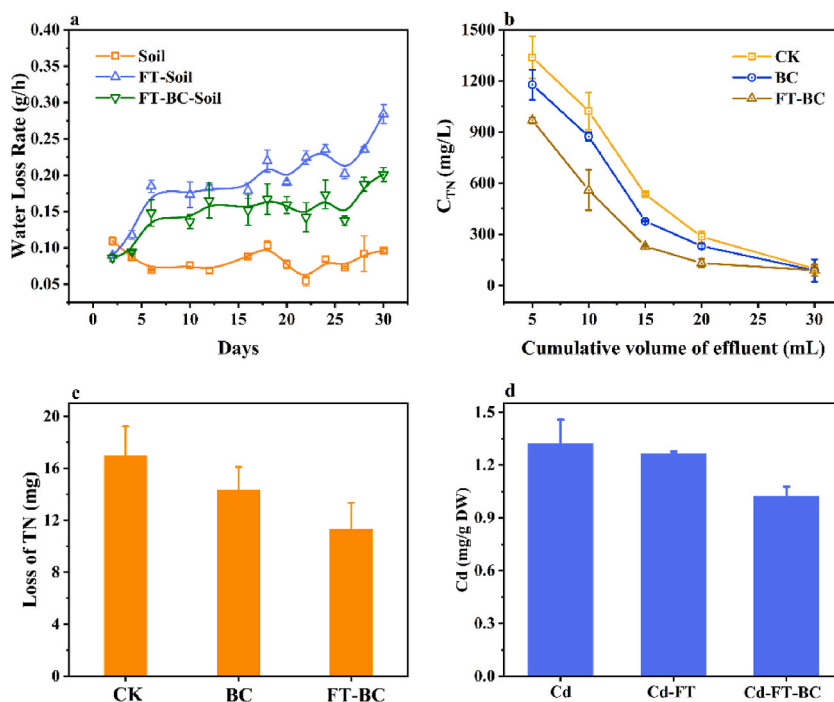 a
0.40
0.35
0.30
0.25
0.20
0.15
0.10
0.05
Water Loss Rate (g/h)
Soil
FT-Soil
FT-BC-Soil
0 5 10 15 20 25 30
Days
b
1500
1200
900
600
300
0
C_TN (mg/L)
CK
BC
FT-BC
5 10 15 20 25 30
Cumulative volume of effluent (mL)
c
20
16
12
8
4
0
Loss of TN (mg)
CK BC FT-BC
d
1.5
1.2
0.9
0.6
0.3
0.0
Cd (mg/g DW)
Cd Cd-FT Cd-FT-BC